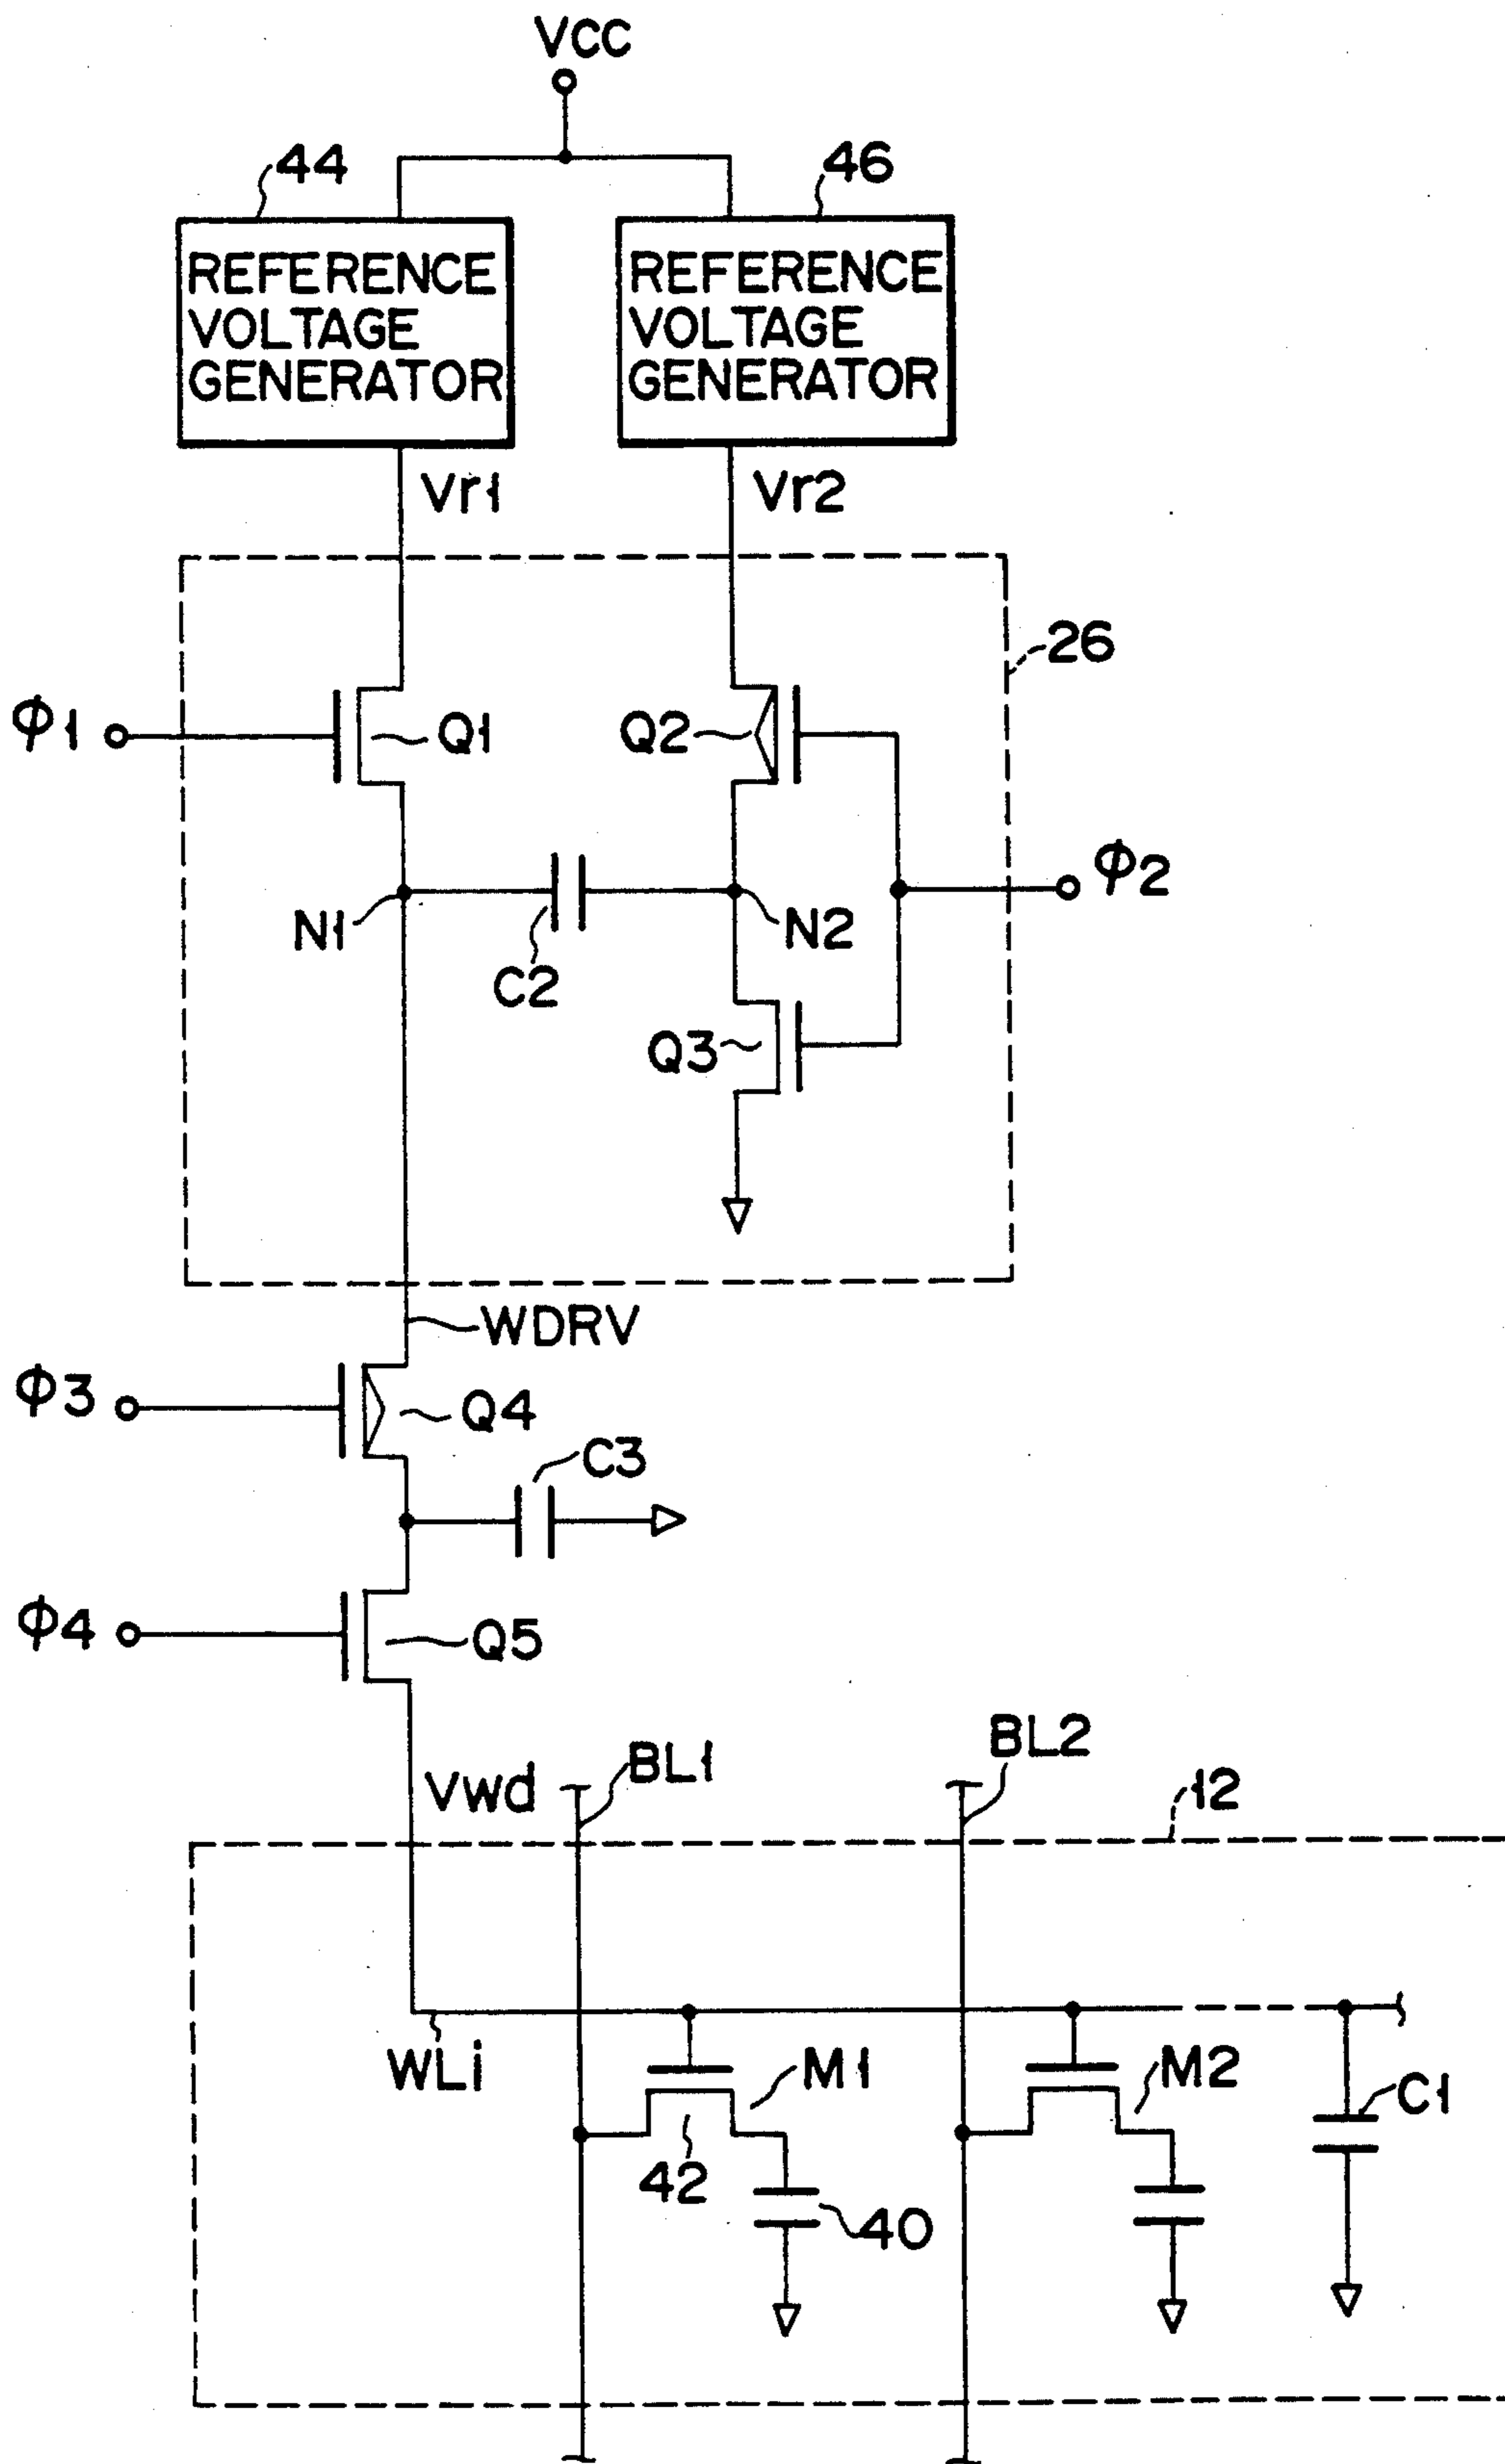 VCC
44
46
REFERENCE
VOLTAGE
GENERATOR
REFERENCE
VOLTAGE
GENERATOR
Vr1
Vr2
26
Φ1
Q1
Q2
Φ2
N1
C2
N2
Q3
WDRV
Φ3
Q4
C3
Φ4
Q5
Vwd
BL1
BL2
12
WLi
M1
M2
C1
42
40